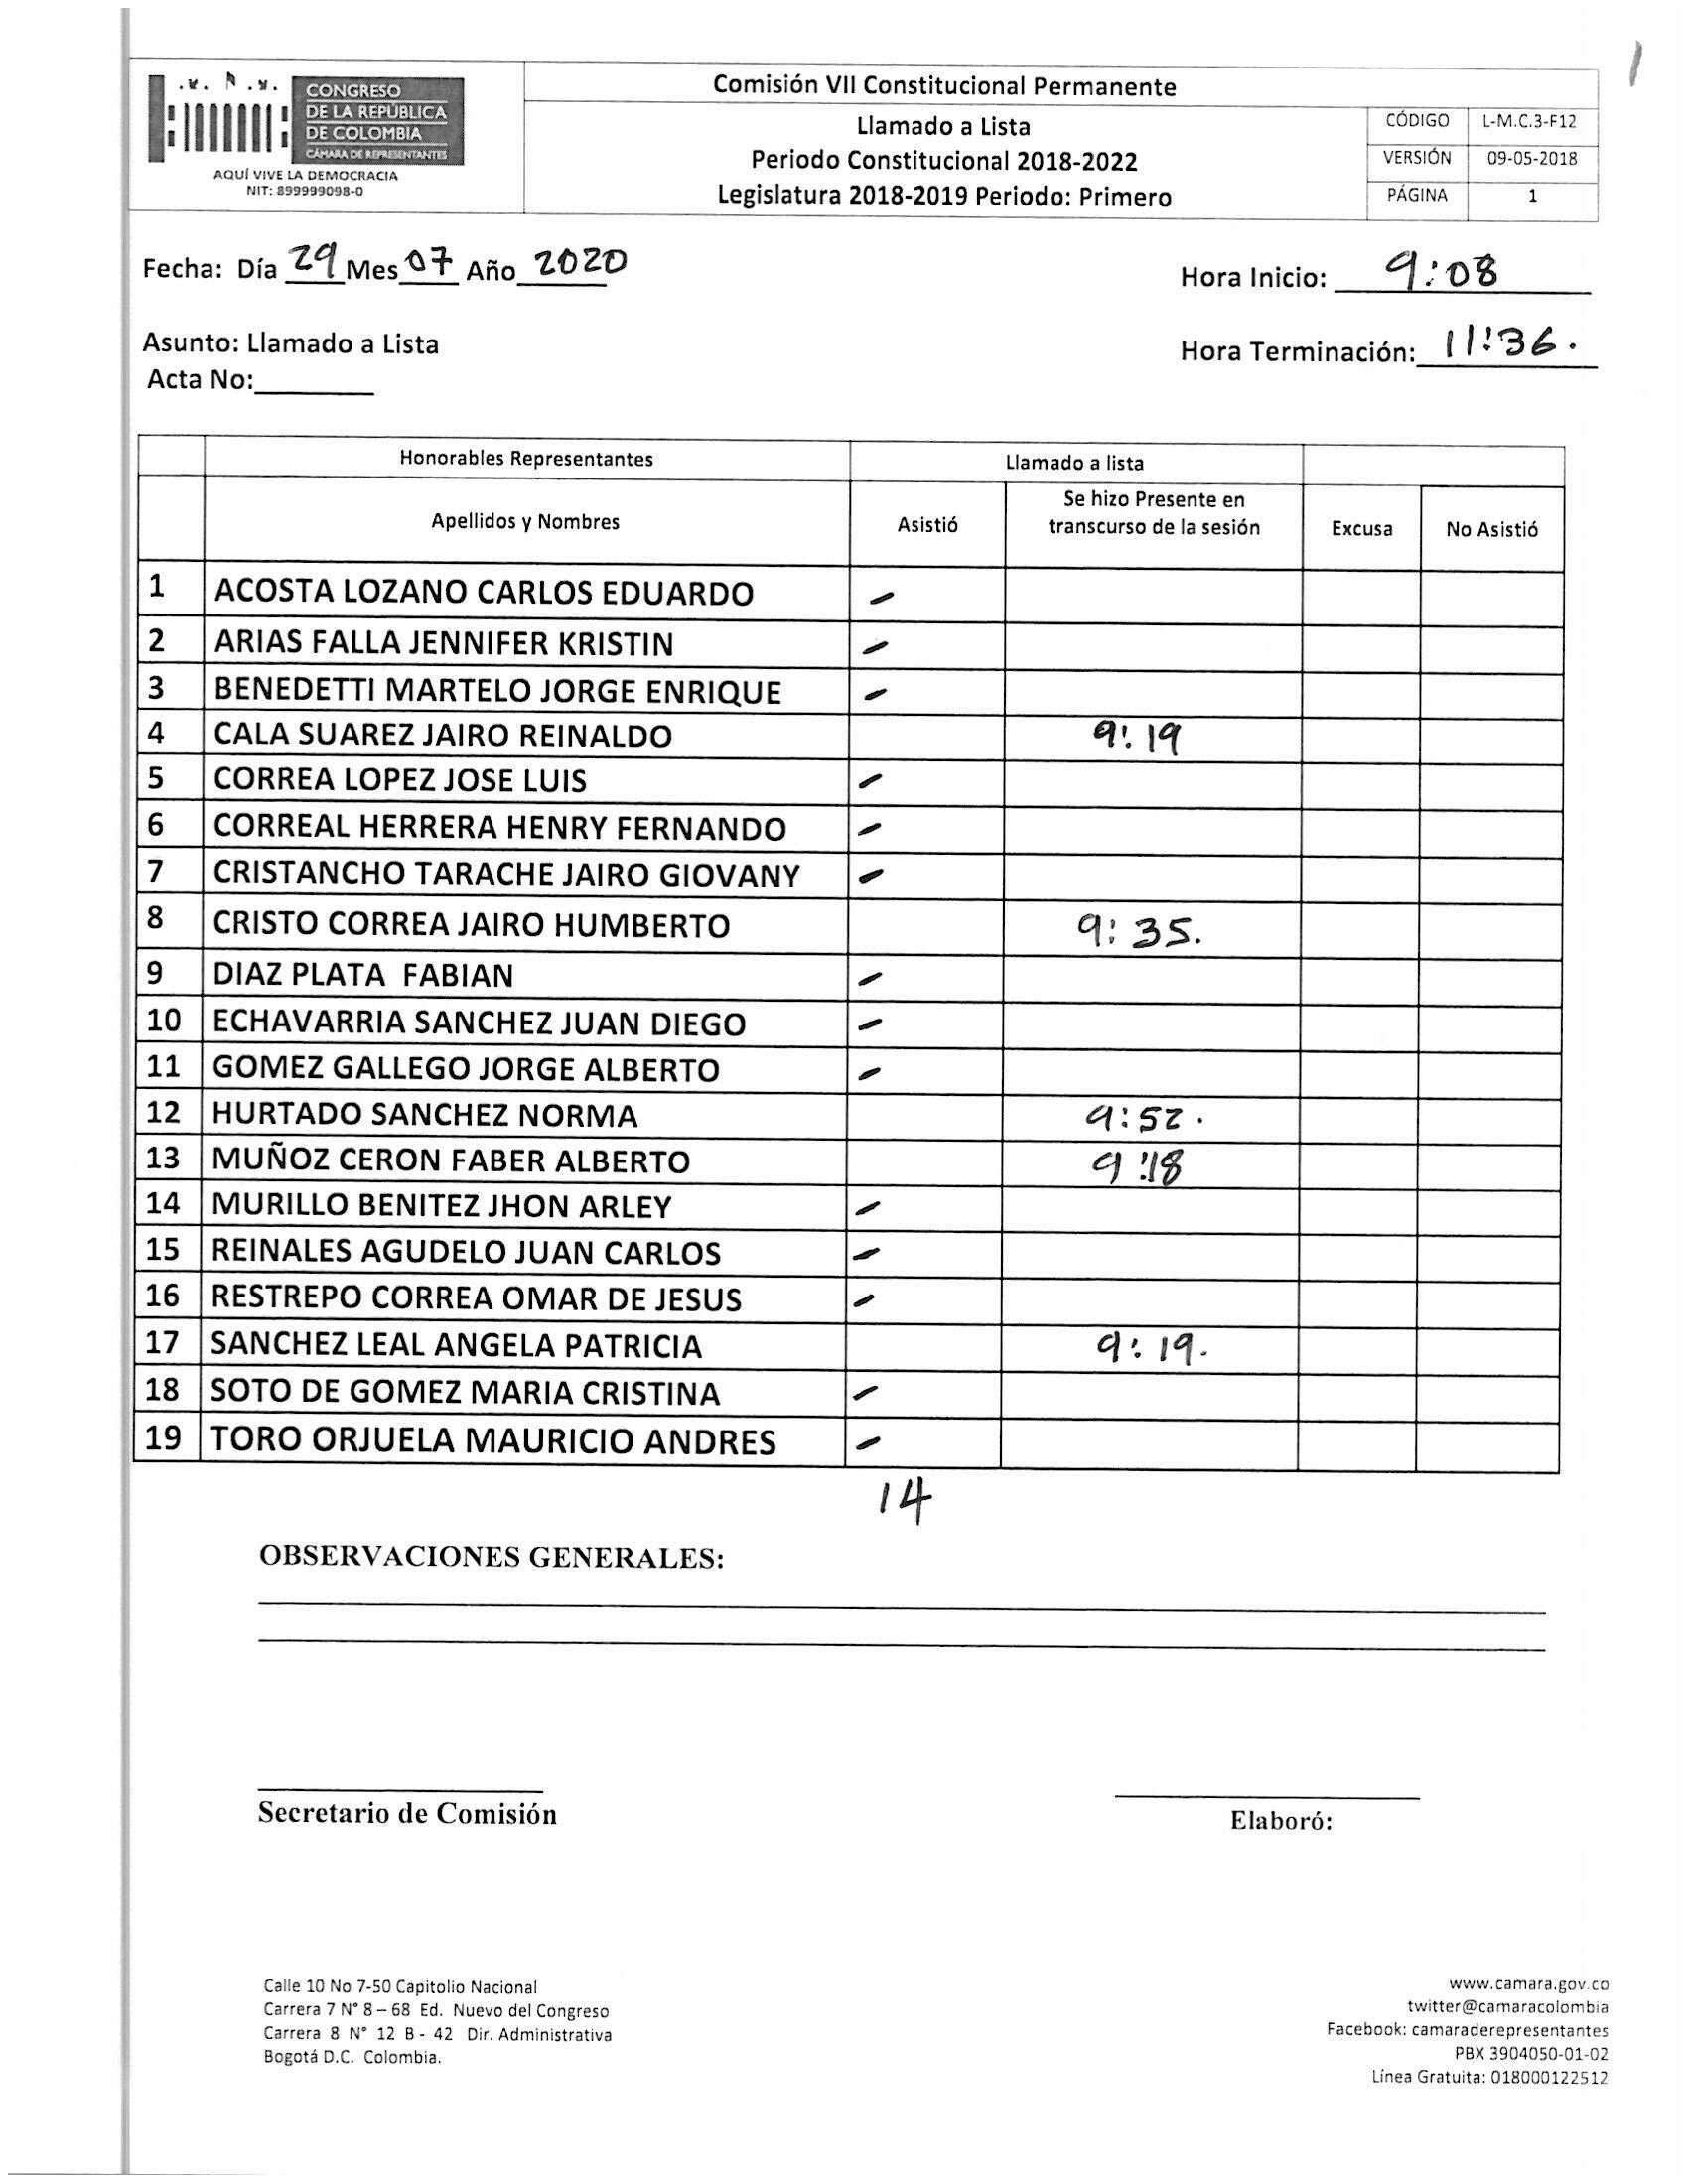 CONGRESO
DE LA REPÚBLICA
DE COLOMBIA
CÁMARA DE REPRESENTANTES
AQUÍ VIVE LA DEMOCRACIA
NIT: 899999098-0
Comisión VII Constitucional Permanente
Llamado a Lista
Periodo Constitucional 2018-2022
Legislatura 2018-2019 Periodo: Primero
CÓDIGO L-M.C.3-F12
VERSIÓN 09-05-2018
PÁGINA 1
Fecha: Día 29 Mes 07 Año 2020
Hora Inicio: 9:08
Asunto: Llamado a Lista
Hora Terminación: 11:36.
Acta No:
Honorables Representantes Llamado a lista
Apellidos y Nombres Asistió Se hizo Presente en transcurso de la sesión Excusa No Asistió
1 ACOSTA LOZANO CARLOS EDUARDO –
2 ARIAS FALLA JENNIFER KRISTIN –
3 BENEDETTI MARTELO JORGE ENRIQUE –
4 CALA SUAREZ JAIRO REINALDO 9:19
5 CORREA LOPEZ JOSE LUIS –
6 CORREAL HERRERA HENRY FERNANDO –
7 CRISTANCHO TARACHE JAIRO GIOVANY –
8 CRISTO CORREA JAIRO HUMBERTO 9:35.
9 DIAZ PLATA FABIAN –
10 ECHAVARRIA SANCHEZ JUAN DIEGO –
11 GOMEZ GALLEGO JORGE ALBERTO –
12 HURTADO SANCHEZ NORMA 9:52.
13 MUÑOZ CERON FABER ALBERTO 9:18
14 MURILLO BENITEZ JHON ARLEY –
15 REINALES AGUDELO JUAN CARLOS –
16 RESTREPO CORREA OMAR DE JESUS –
17 SANCHEZ LEAL ANGELA PATRICIA 9:19.
18 SOTO DE GOMEZ MARIA CRISTINA –
19 TORO ORJUELA MAURICIO ANDRES –
14
OBSERVACIONES GENERALES:
Secretario de Comisión
Elaboró:
Calle 10 No 7-50 Capitolio Nacional
Carrera 7 N° 8 – 68 Ed. Nuevo del Congreso
Carrera 8 N° 12 B - 42 Dir. Administrativa
Bogotá D.C. Colombia.
www.camara.gov.co
twitter@camaracolombia
Facebook: camaraderepresentantes
PBX 3904050-01-02
Línea Gratuita: 018000122512